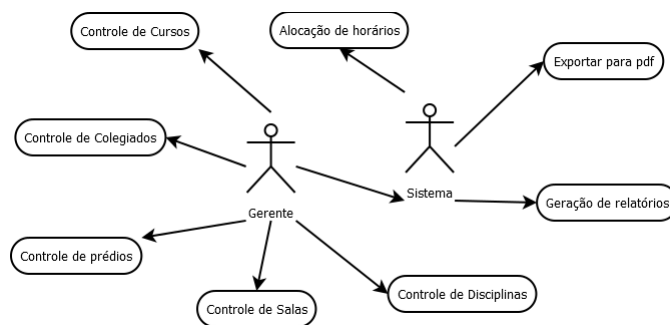 Controle de Cursos
Alocação de horários
Exportar para pdf
Controle de Colegiados
Sistema
Geração de relatórios
Gerente
Controle de prédios
Controle de Disciplinas
Controle de Salas